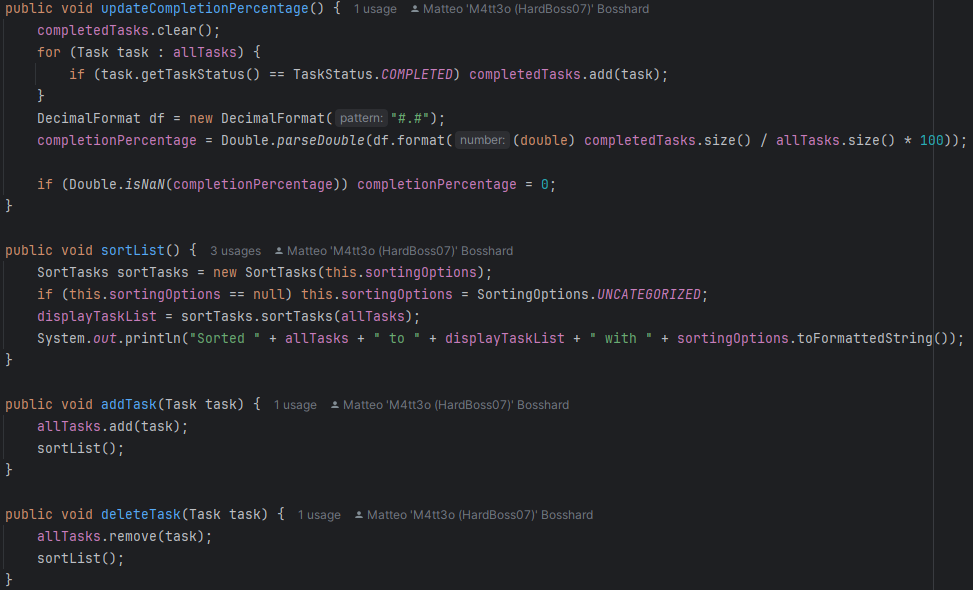 public void updateCompletionPercentage() { 1 usage Matteo 'M4tt3o (HardBoss07)' Bosshard
completedTasks.clear();
for (Task task : allTasks) {
if (task.getTaskStatus() == TaskStatus.COMPLETED) completedTasks.add(task);
}
DecimalFormat df = new DecimalFormat( pattern: "#.#");
completionPercentage = Double.parseDouble(df.format( number: (double) completedTasks.size() / allTasks.size() * 100));
if (Double.isNaN(completionPercentage)) completionPercentage = 0;
}
public void sortList() { 3 usages Matteo 'M4tt3o (HardBoss07)' Bosshard
SortTasks sortTasks = new SortTasks(this.sortingOptions);
if (this.sortingOptions == null) this.sortingOptions = SortingOptions.UNCATEGORIZED;
displayTaskList = sortTasks.sortTasks(allTasks);
System.out.println("Sorted " + allTasks + " to " + displayTaskList + " with " + sortingOptions.toFormattedString());
}
public void addTask(Task task) { 1 usage Matteo 'M4tt3o (HardBoss07)' Bosshard
allTasks.add(task);
sortList();
}
public void deleteTask(Task task) { 1 usage Matteo 'M4tt3o (HardBoss07)' Bosshard
allTasks.remove(task);
sortList();
}